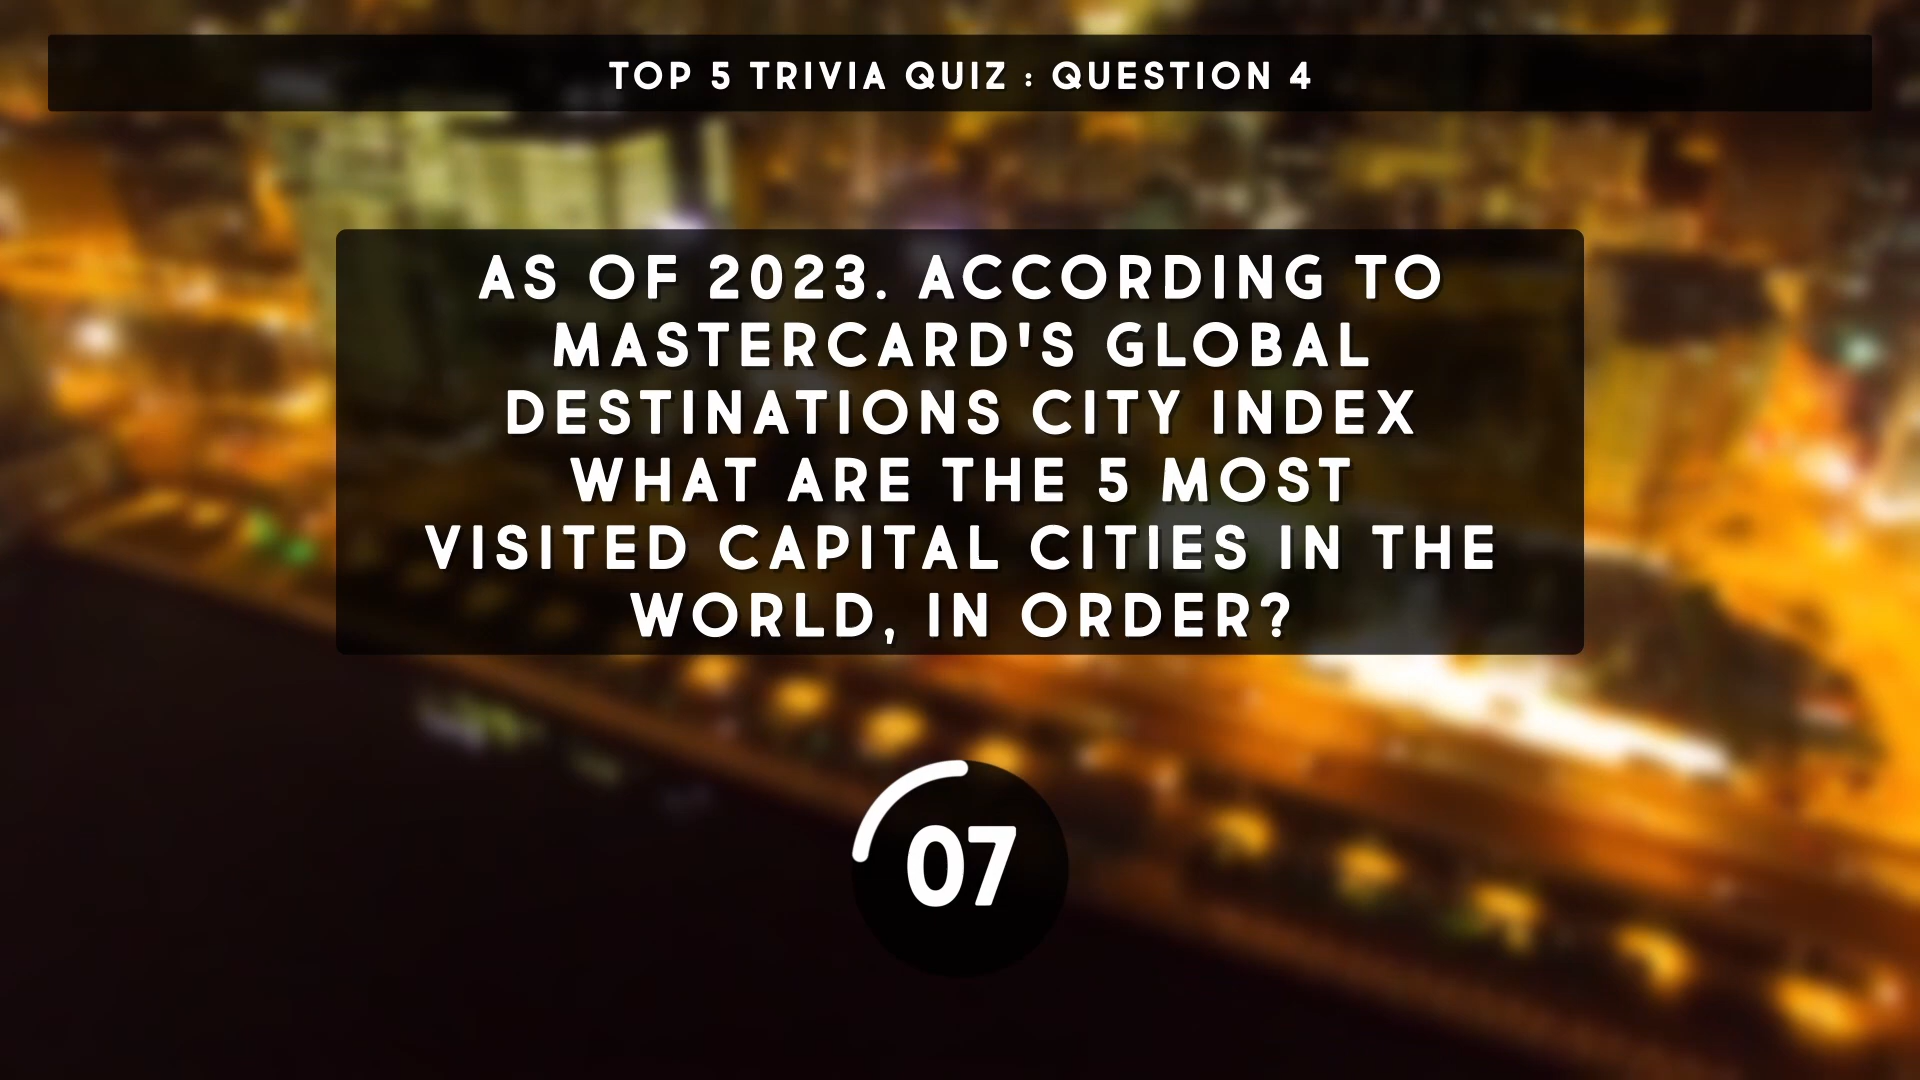 TOP 5 TRIVIA QUIZ : QUESTION 4
AS OF 2023. ACCORDING TO
MASTERCARD'S GLOBAL
DESTINATIONS CITY INDEX
WHAT ARE THE 5 MOST
VISITED CAPITAL CITIES IN THE
WORLD, IN ORDER?
07